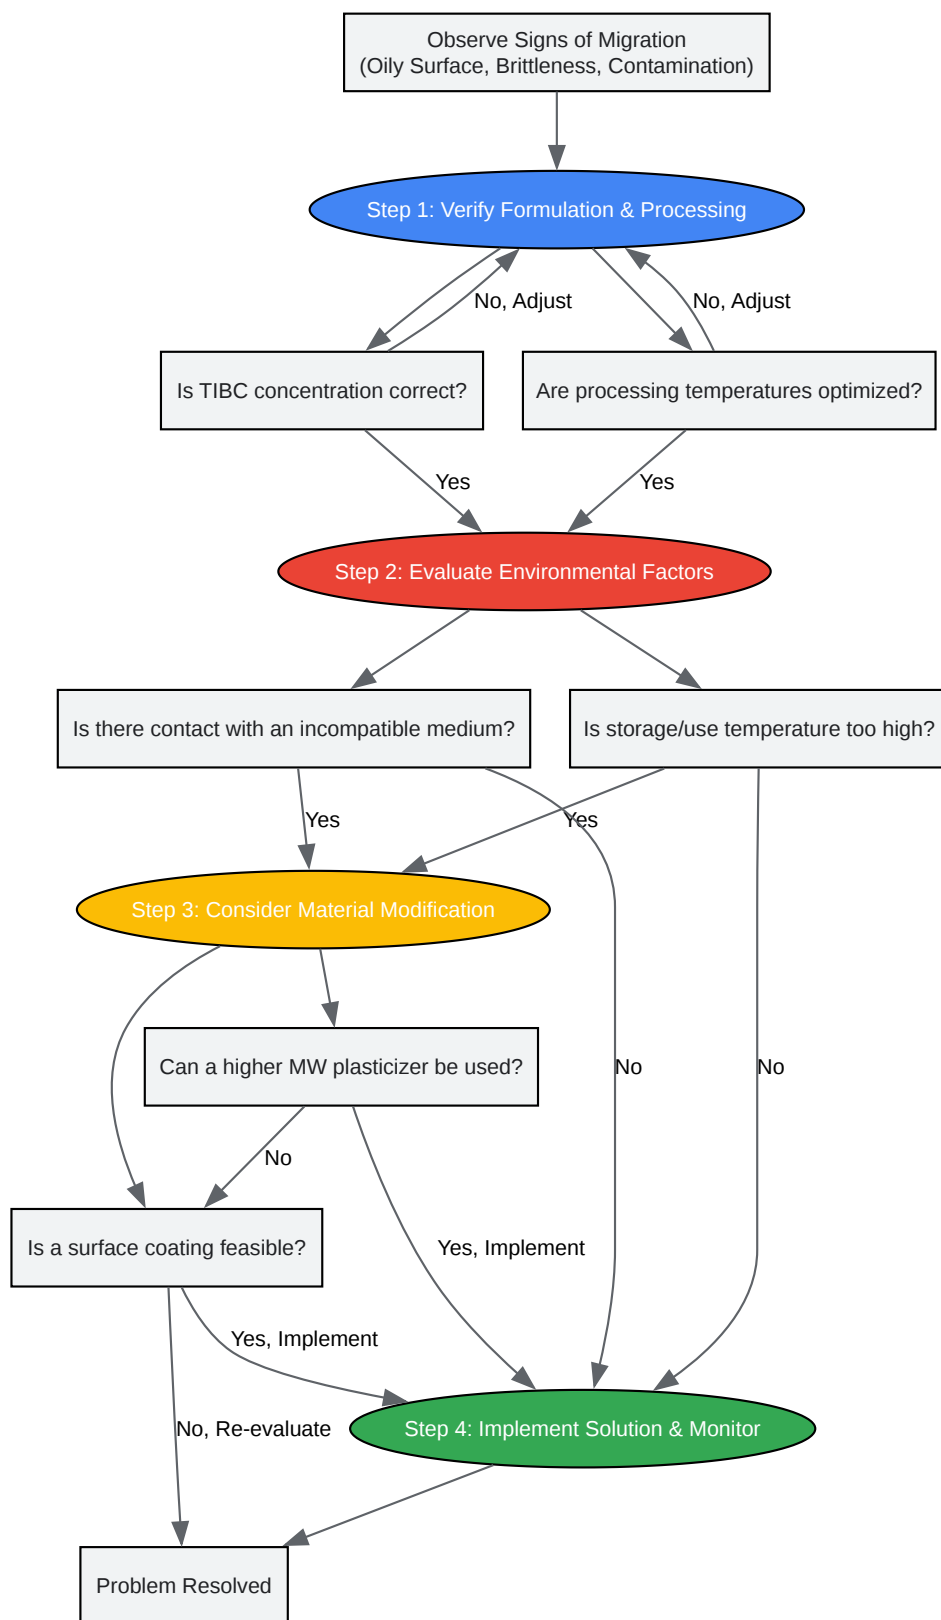 Observe Signs of Migration
(Oily Surface, Brittleness, Contamination)
Step 1: Verify Formulation & Processing
No, Adjust
No, Adjust
Is TIBC concentration correct?
Are processing temperatures optimized?
Yes
Yes
Step 2: Evaluate Environmental Factors
Is there contact with an incompatible medium?
Is storage/use temperature too high?
Yes
Yes
Step 3: Consider Material Modification
Can a higher MW plasticizer be used?
No
No
No
Is a surface coating feasible?
Yes, Implement
Yes, Implement
No, Re-evaluate
Step 4: Implement Solution & Monitor
Problem Resolved